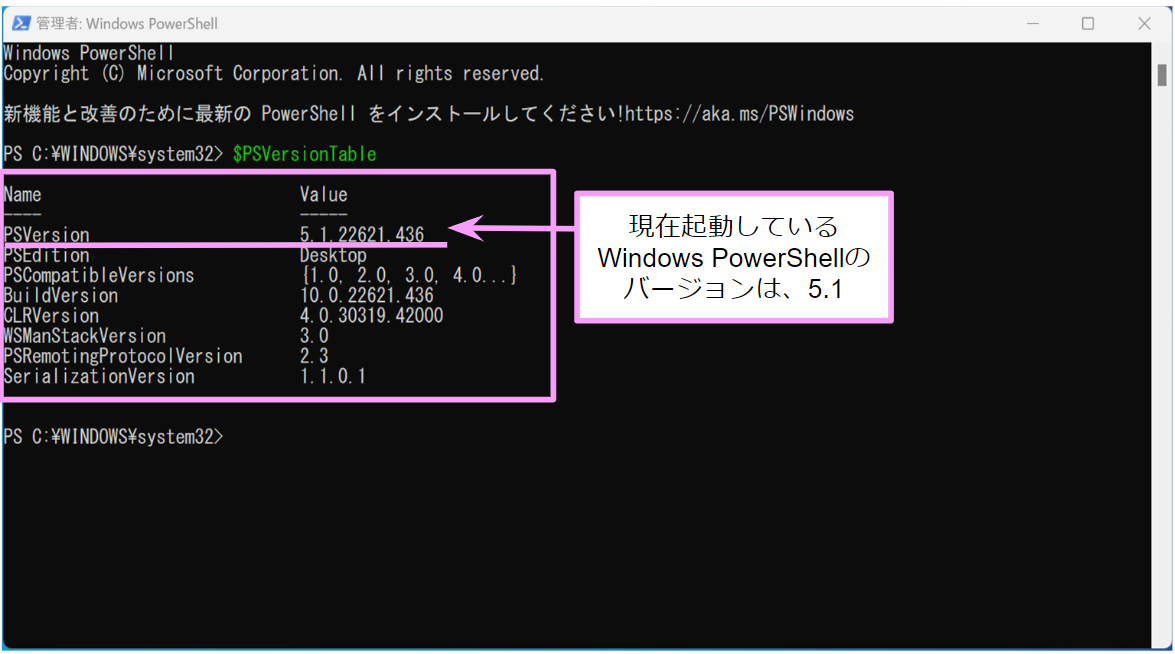 管理者: Windows PowerShell
Windows PowerShell
Copyright (C) Microsoft Corporation. All rights reserved.
新機能と改善のために最新の PowerShell をインストールしてください!https://aka.ms/PSWindows
PS C:¥WINDOWS¥system32> $PSVersionTable
Name Value
---- -----
PSVersion 5.1.22621.436
PSEdition Desktop
PSCompatibleVersions {1.0, 2.0, 3.0, 4.0...}
BuildVersion 10.0.22621.436
CLRVersion 4.0.30319.42000
WSManStackVersion 3.0
PSRemotingProtocolVersion 2.3
SerializationVersion 1.1.0.1
PS C:¥WINDOWS¥system32>
現在起動している
Windows PowerShellの
バージョンは、5.1